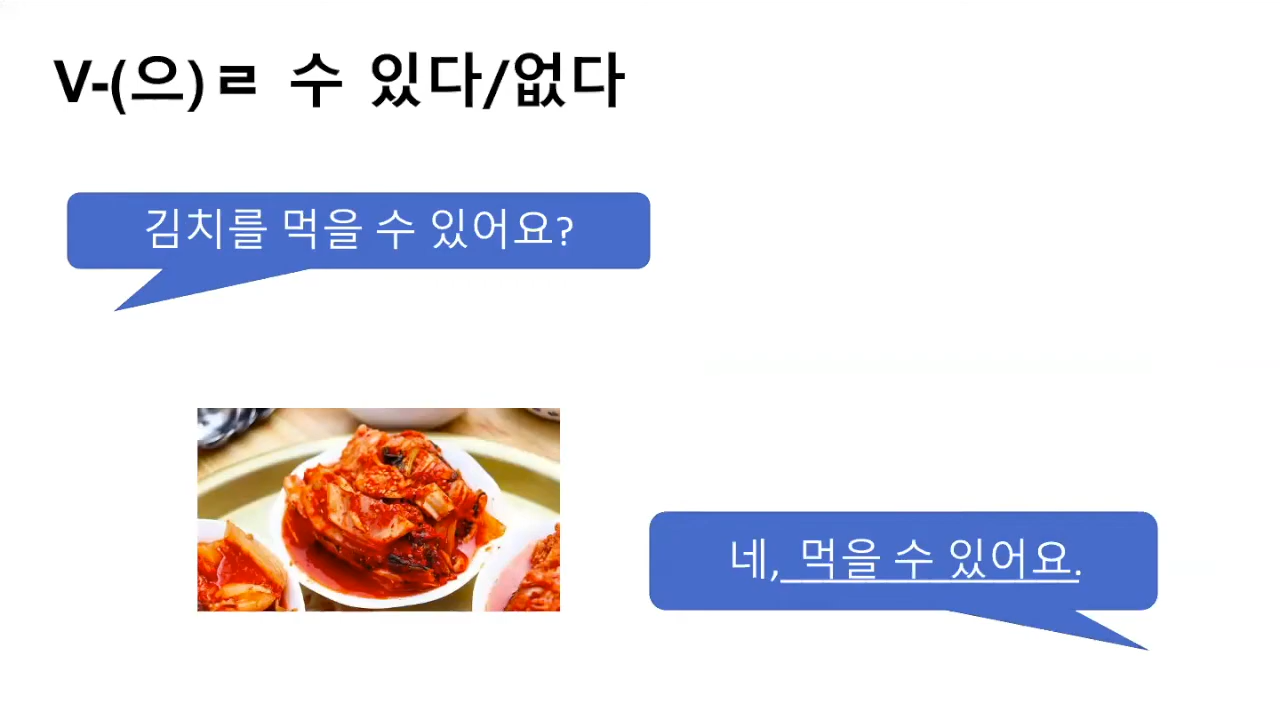 V-(으)ㄹ 수 있다/없다
김치를 먹을 수 있어요?
네, 먹을 수 있어요.